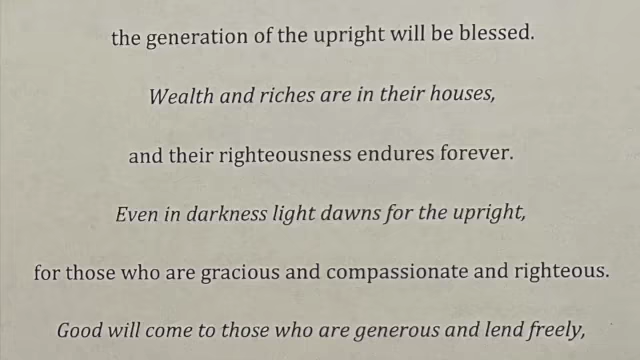 the generation of the upright will be blessed.
Wealth and riches are in their houses,
and their righteousness endures forever.
Even in darkness light dawns for the upright,
for those who are gracious and compassionate and righteous.
Good will come to those who are generous and lend freely,